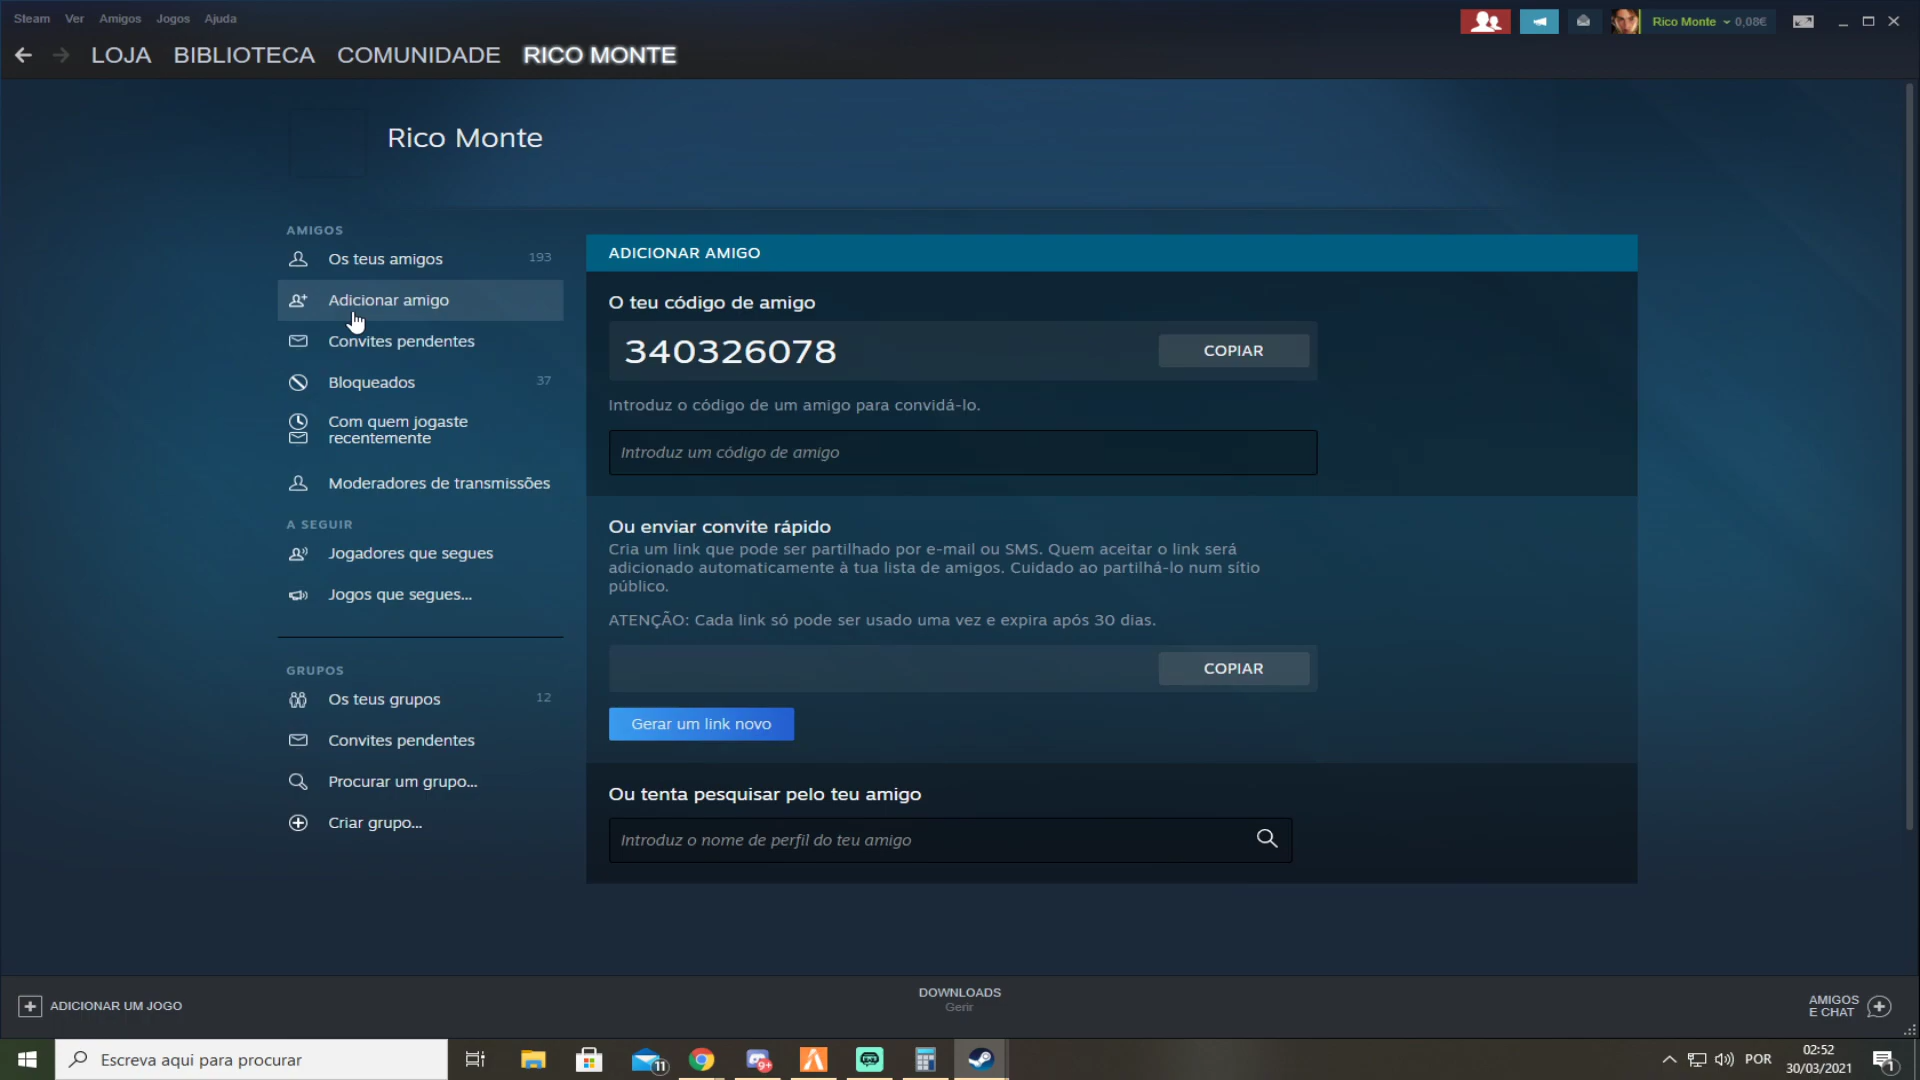 Steam Ver Amigos Jogos Ajuda
Rico Monte 0,08€
LOJA BIBLIOTECA COMUNIDADE RICO MONTE
Rico Monte
AMIGOS
Os teus amigos 193
Adicionar amigo
Convites pendentes
Bloqueados 37
Com quem jogaste
recentemente
Moderadores de transmissões
A SEGUIR
Jogadores que segues
Jogos que segues...
GRUPOS
Os teus grupos 12
Convites pendentes
Procurar um grupo...
Criar grupo...
ADICIONAR AMIGO
O teu código de amigo
340326078 COPIAR
Introduz o código de um amigo para convidá-lo.
Introduz um código de amigo
Ou enviar convite rápido
Cria um link que pode ser partilhado por e-mail ou SMS. Quem aceitar o link será
adicionado automaticamente à tua lista de amigos. Cuidado ao partilhá-lo num sítio
público.
ATENÇÃO: Cada link só pode ser usado uma vez e expira após 30 dias.
COPIAR
Gerar um link novo
Ou tenta pesquisar pelo teu amigo
Introduz o nome de perfil do teu amigo
ADICIONAR UM JOGO
DOWNLOADS
Gerir
AMIGOS
E CHAT
Escreva aqui para procurar
11
9+
POR
02:52
30/03/2021
1